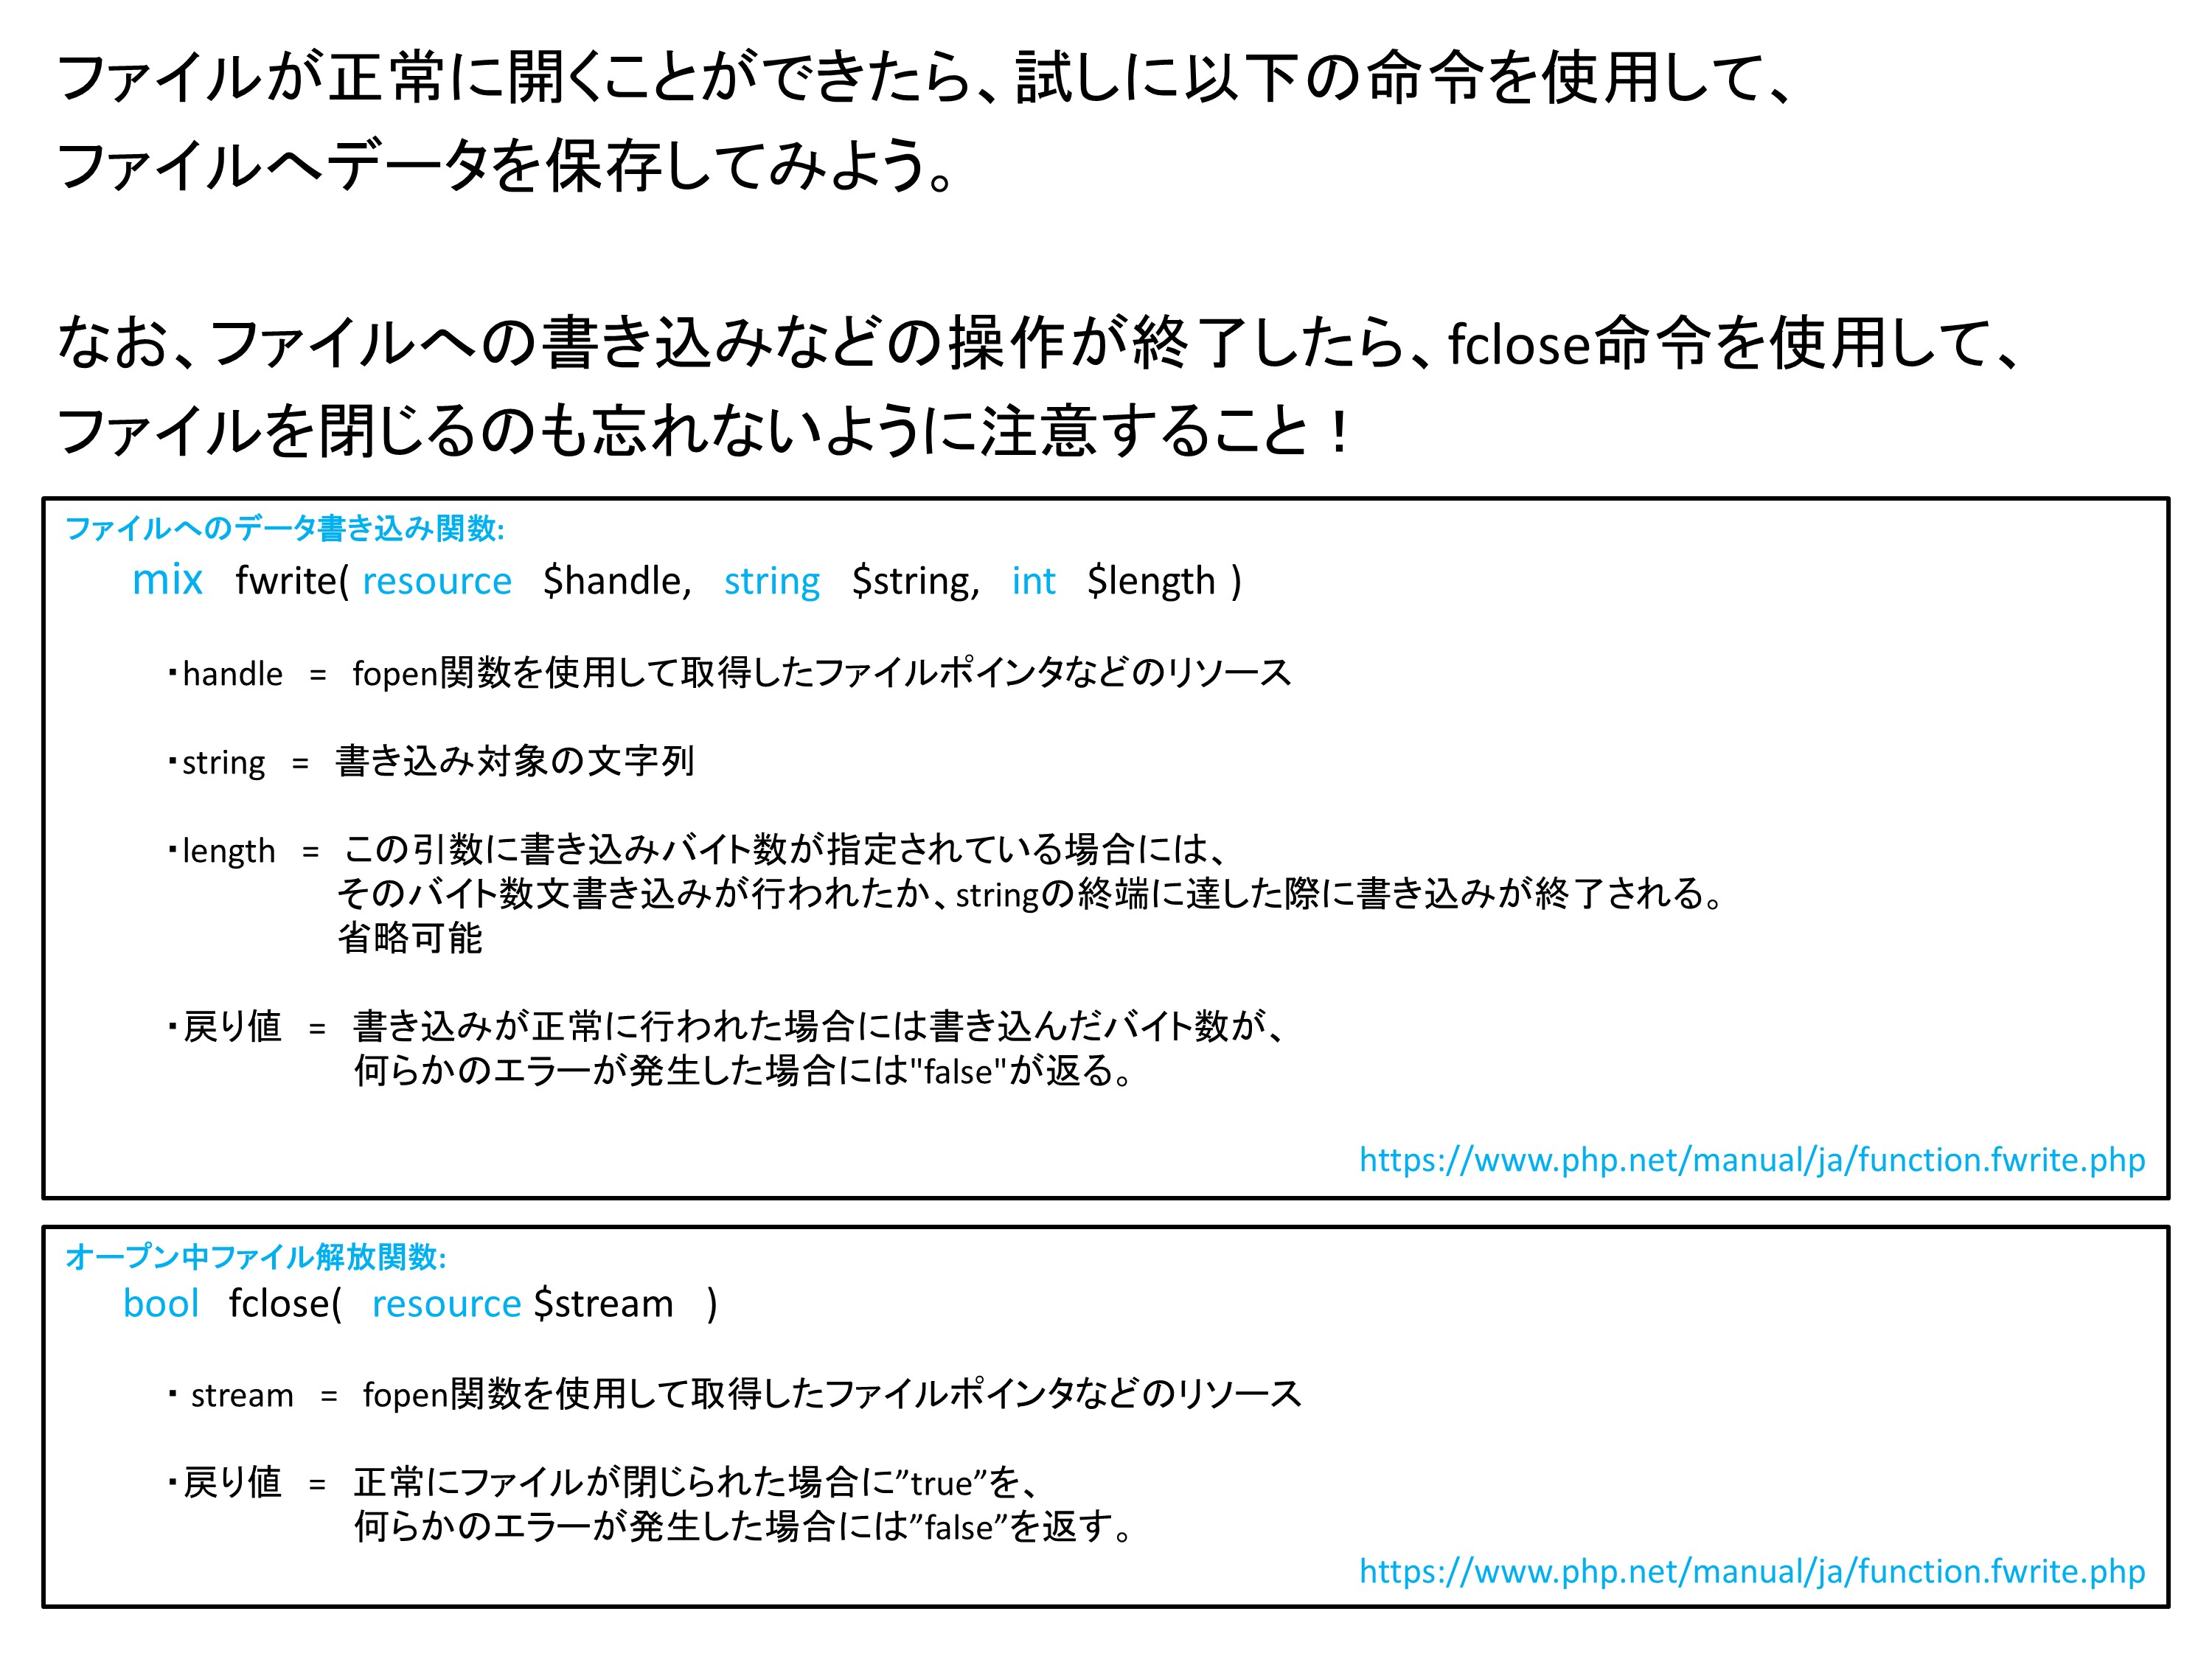 ファイルが正常に開くことができたら、試しに以下の命令を使用して、
ファイルへデータを保存してみよう。
なお、ファイルへの書き込みなどの操作が終了したら、fclose命令を使用して、
ファイルを閉じるのも忘れないように注意すること！
ファイルへのデータ書き込み関数:
mix fwrite( resource $handle, string $string, int $length )
・handle = fopen関数を使用して取得したファイルポインタなどのリソース
・string = 書き込み対象の文字列
・length = この引数に書き込みバイト数が指定されている場合には、
そのバイト数文書き込みが行われたか、stringの終端に達した際に書き込みが終了される。
省略可能
・戻り値 = 書き込みが正常に行われた場合には書き込んだバイト数が、
何らかのエラーが発生した場合には"false"が返る。
https://www.php.net/manual/ja/function.fwrite.php
オープン中ファイル解放関数:
bool fclose( resource $stream )
・ stream = fopen関数を使用して取得したファイルポインタなどのリソース
・戻り値 = 正常にファイルが閉じられた場合に”true”を、
何らかのエラーが発生した場合には”false”を返す。
https://www.php.net/manual/ja/function.fwrite.php